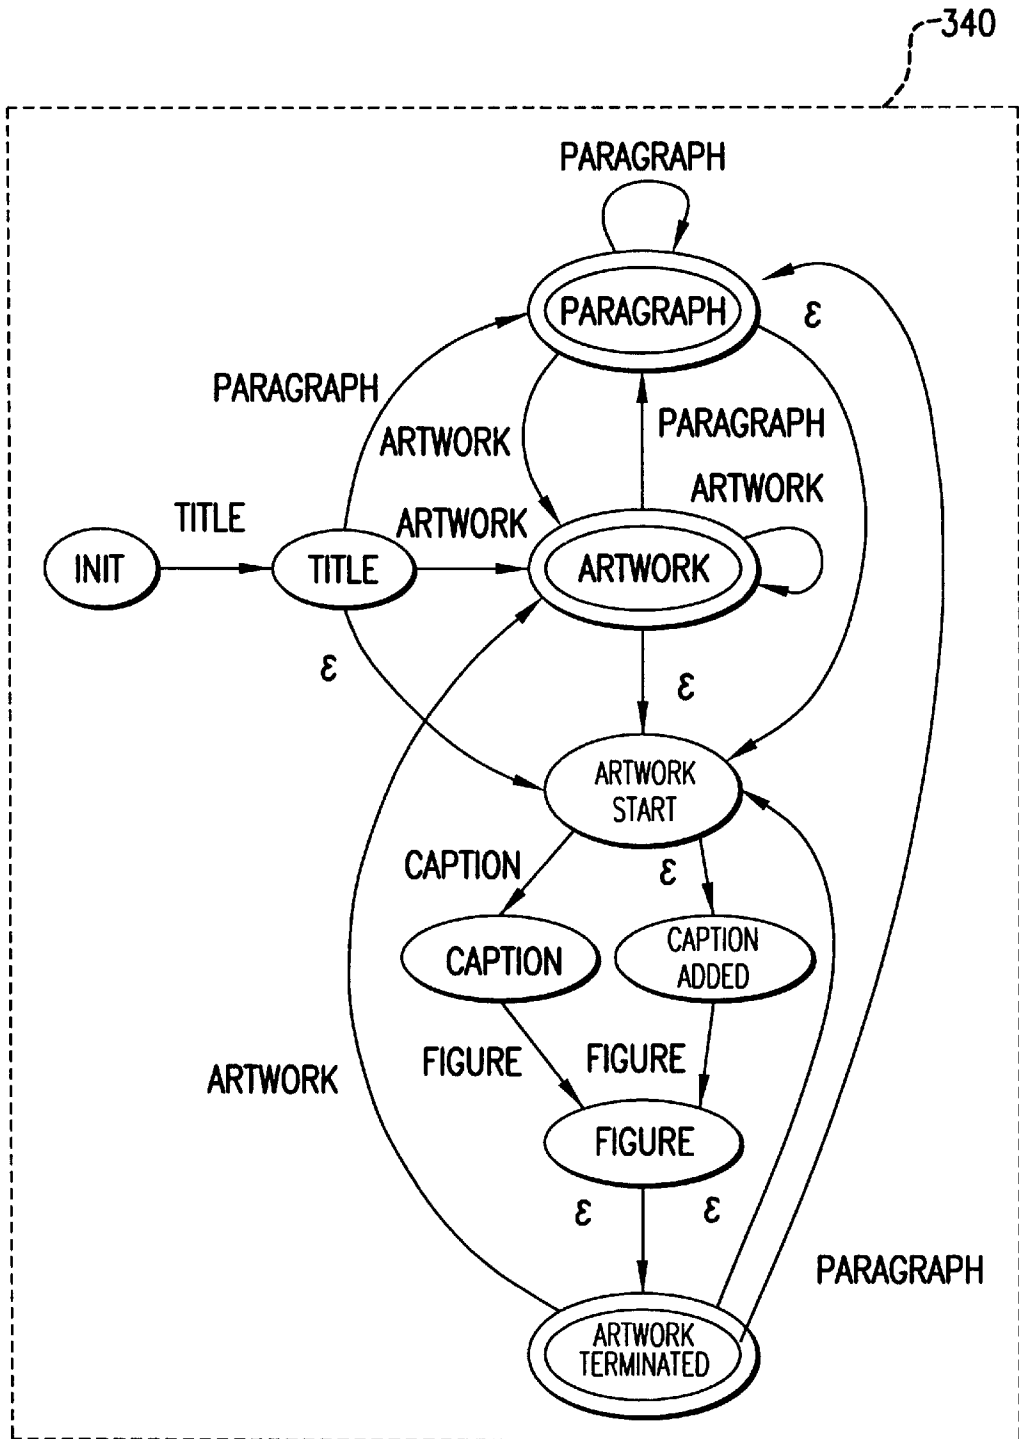 340
PARAGRAPH
PARAGRAPH
ε
PARAGRAPH
ARTWORK
PARAGRAPH
ARTWORK
TITLE
ARTWORK
INIT
TITLE
ARTWORK
ε
ε
ARTWORK
START
CAPTION
ε
CAPTION
CAPTION
ADDED
FIGURE
FIGURE
ARTWORK
FIGURE
ε
ε
PARAGRAPH
ARTWORK
TERMINATED